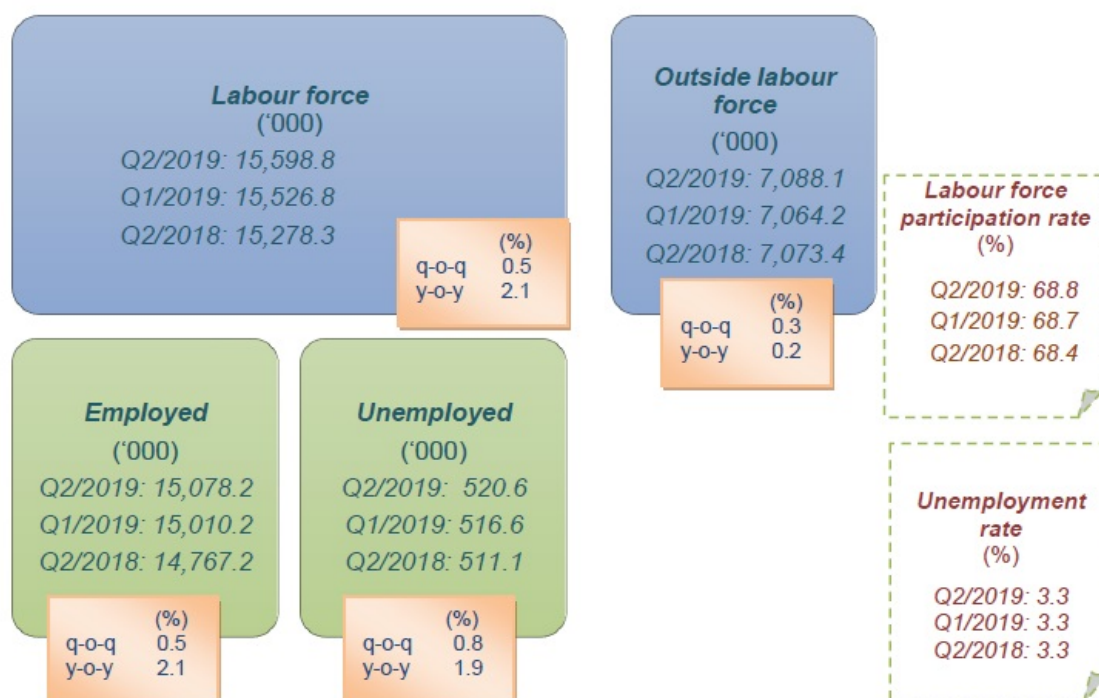 Labour force
(‘000)
Q2/2019: 15,598.8
Q1/2019: 15,526.8
Q2/2018: 15,278.3
(%)
q-o-q 0.5
y-o-y 2.1
Outside labour
force
(‘000)
Q2/2019: 7,088.1
Q1/2019: 7,064.2
Q2/2018: 7,073.4
(%)
q-o-q 0.3
y-o-y 0.2
Labour force
participation rate
(%)
Q2/2019: 68.8
Q1/2019: 68.7
Q2/2018: 68.4
Employed
(‘000)
Q2/2019: 15,078.2
Q1/2019: 15,010.2
Q2/2018: 14,767.2
(%)
q-o-q 0.5
y-o-y 2.1
Unemployed
(‘000)
Q2/2019: 520.6
Q1/2019: 516.6
Q2/2018: 511.1
(%)
q-o-q 0.8
y-o-y 1.9
Unemployment
rate
(%)
Q2/2019: 3.3
Q1/2019: 3.3
Q2/2018: 3.3